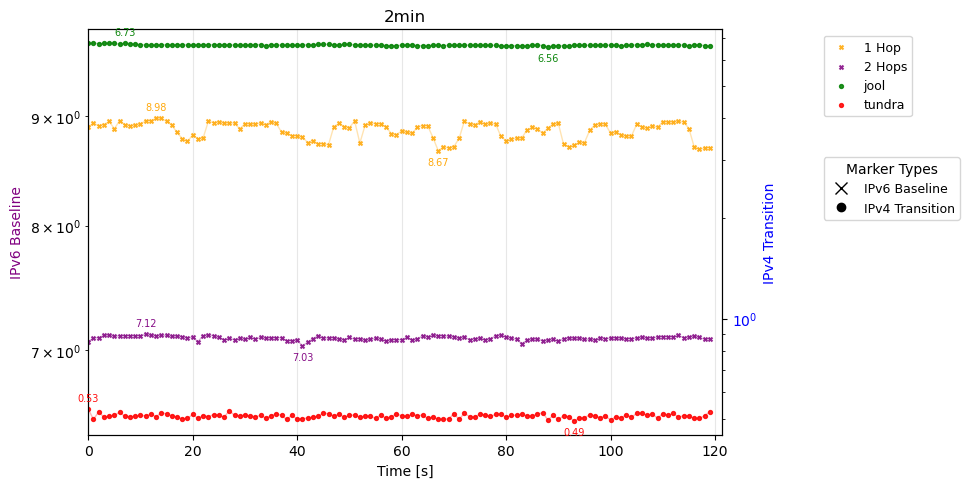 2min
6.73
6.56
8.98
8.67
7.12
7.03
0.53
0.49
9 × 10⁰
8 × 10⁰
7 × 10⁰
IPv6 Baseline
10⁰
IPv4 Transition
0 20 40 60 80 100 120
Time [s]
1 Hop
2 Hops
jool
tundra
Marker Types
IPv6 Baseline
IPv4 Transition